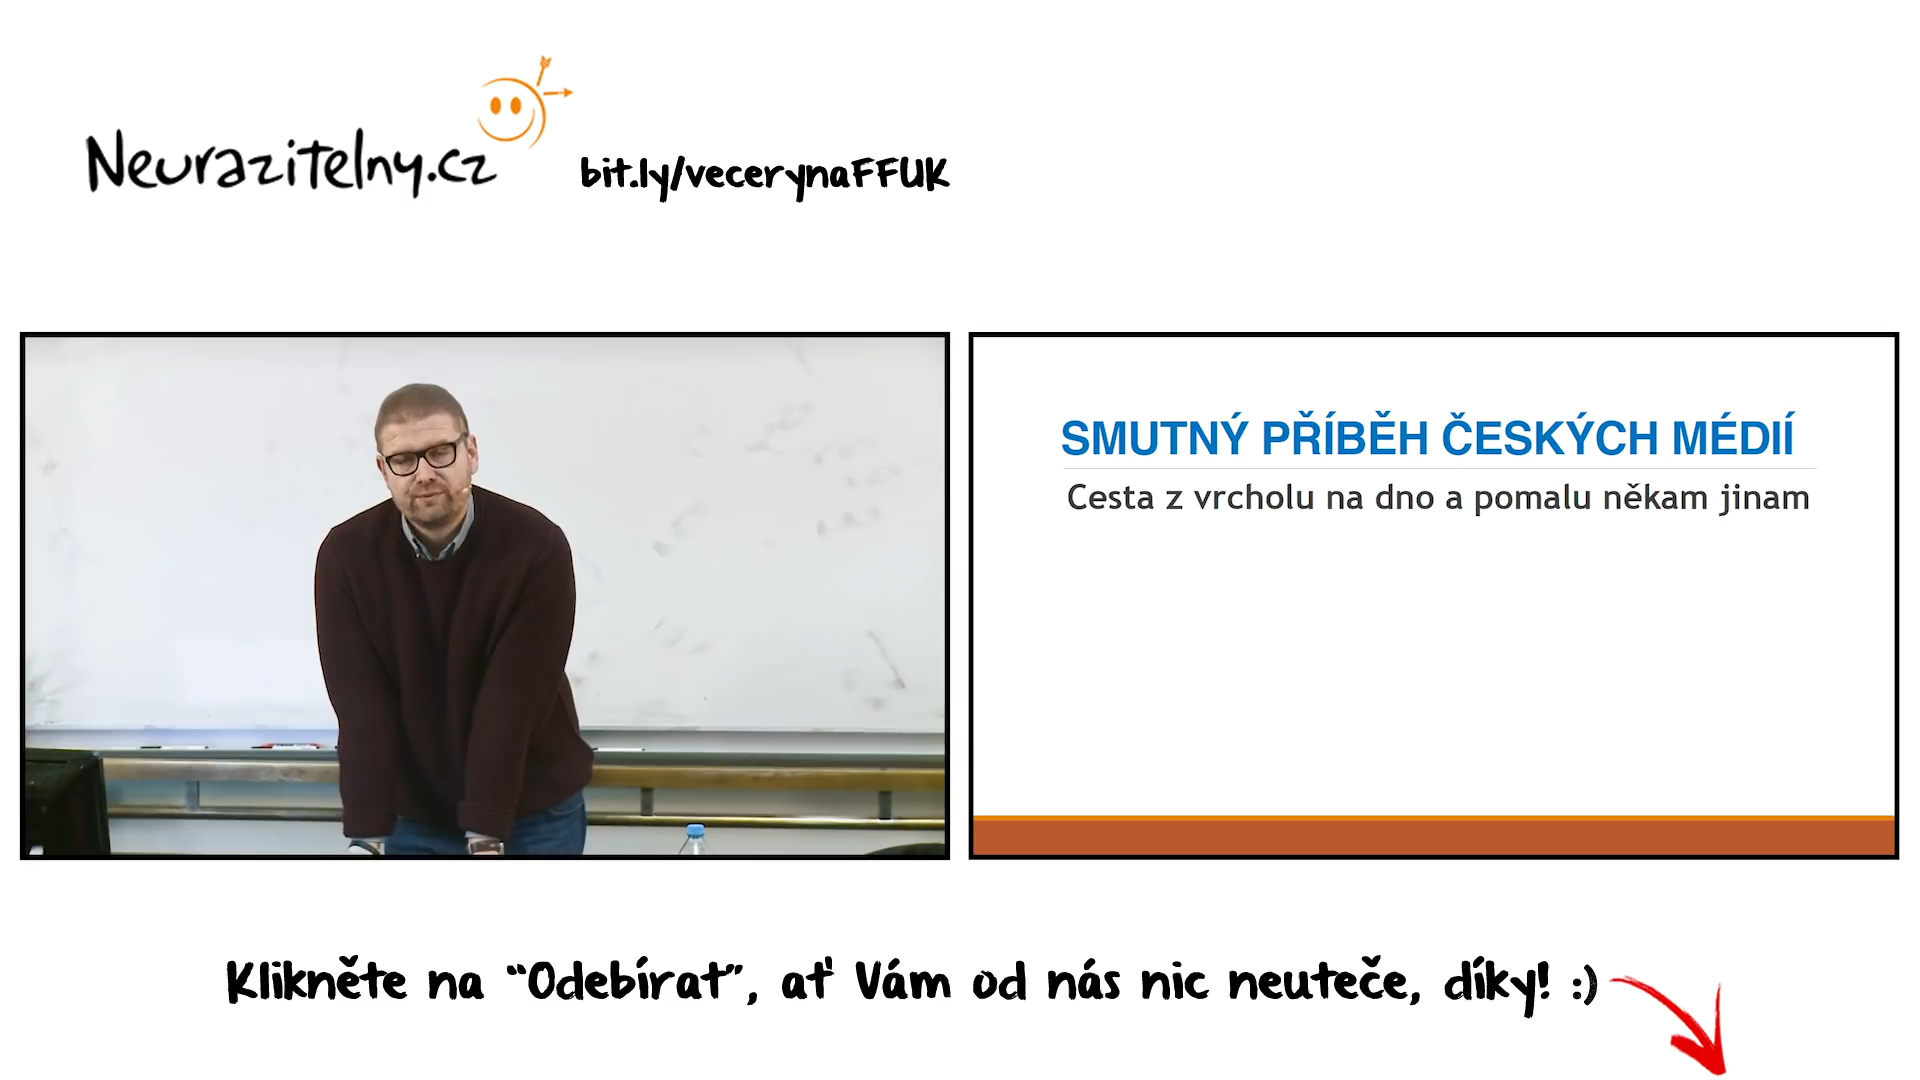 Neurazitelny.cz
bit.ly/vecerynaFFUK
SMUTNÝ PŘÍBĚH ČESKÝCH MÉDIÍ
Cesta z vrcholu na dno a pomalu někam jinam
Klikněte na “Odebírat”, ať Vám od nás nic neuteče, díky! :)